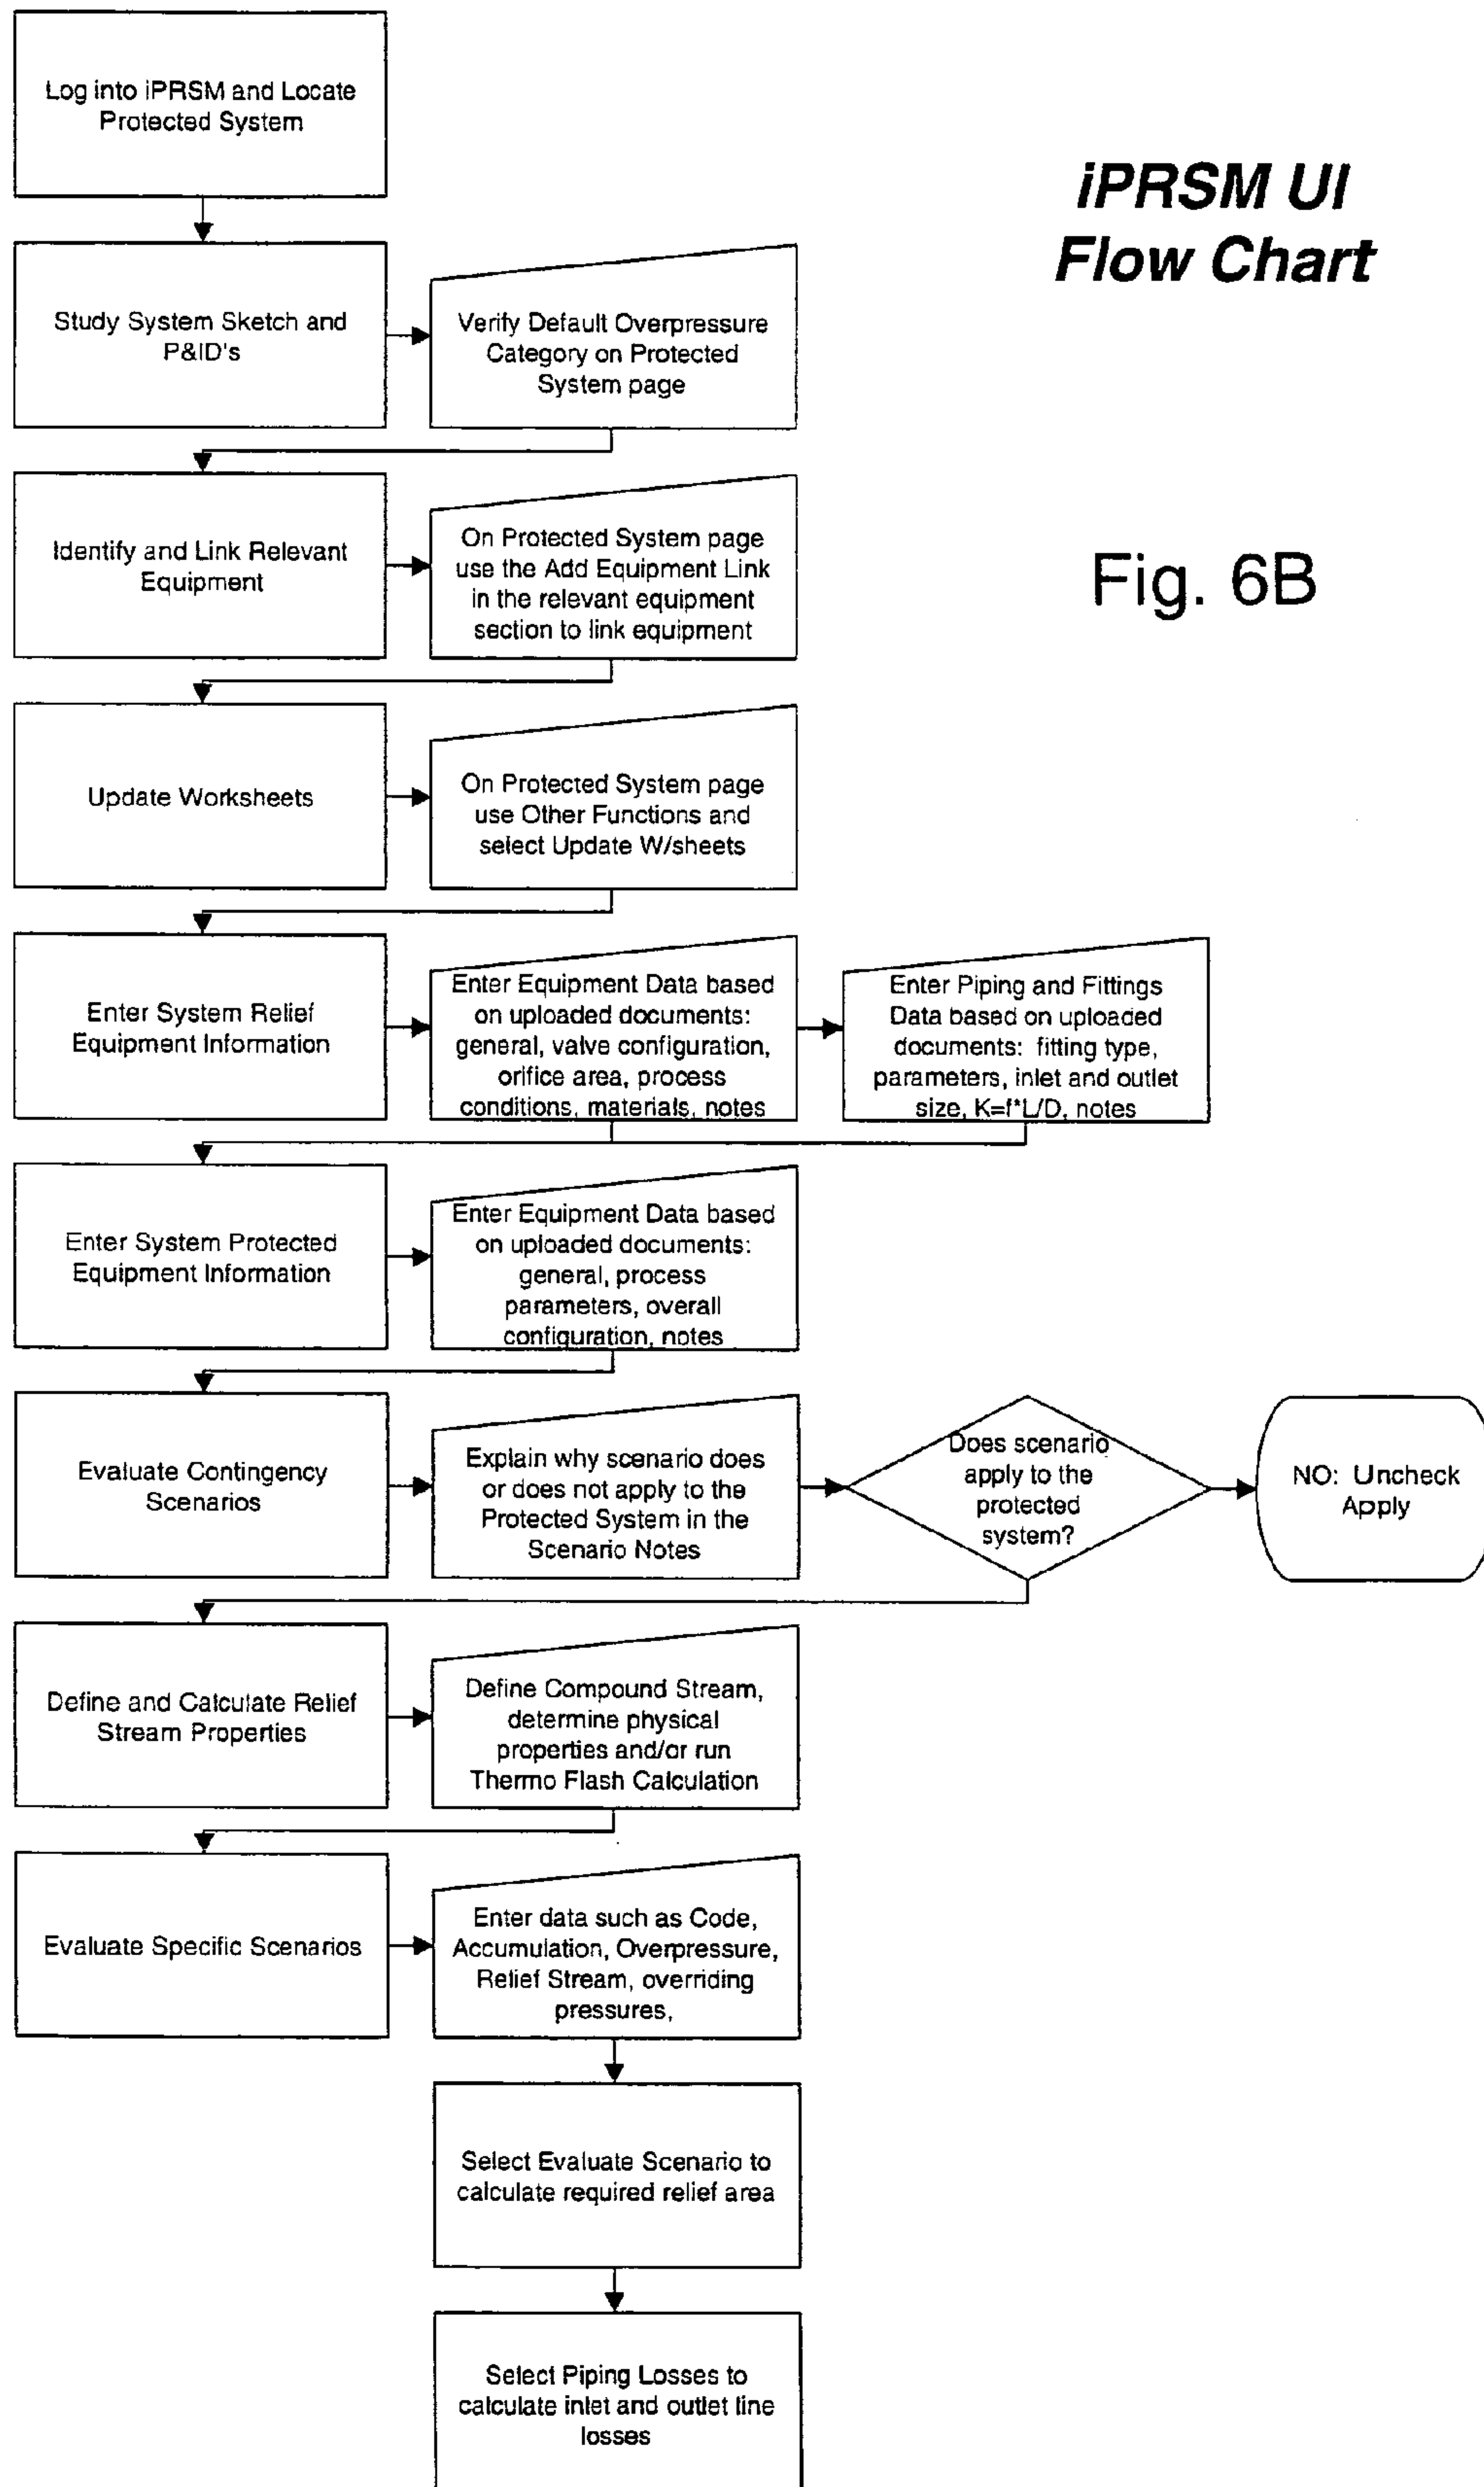 Log into iPRSM and Locate
Protected System
iPRSM UI
Flow Chart
Study System Sketch and
P&ID's
Verify Default Overpressure
Category on Protected
System page
Identify and Link Relevant
Equipment
On Protected System page
use the Add Equipment Link
in the relevant equipment
section to link equipment
Fig. 6B
Update Worksheets
On Protected System page
use Other Functions and
select Update W/sheets
Enter System Relief
Equipment Information
Enter Equipment Data based
on uploaded documents:
general, valve configuration,
orifice area, process
conditions, materials, notes
Enter Piping and Fittings
Data based on uploaded
documents: fitting type,
parameters, inlet and outlet
size, K=f*L/D, notes
Enter System Protected
Equipment Information
Enter Equipment Data based
on uploaded documents:
general, process
parameters, overall
configuration, notes
Evaluate Contingency
Scenarios
Explain why scenario does
or does not apply to the
Protected System in the
Scenario Notes
Does scenario
apply to the
protected
system?
NO: Uncheck
Apply
Define and Calculate Relief
Stream Properties
Define Compound Stream,
determine physical
properties and/or run
Thermo Flash Calculation
Evaluate Specific Scenarios
Enter data such as Code,
Accumulation, Overpressure,
Relief Stream, overriding
pressures,
Select Evaluate Scenario to
calculate required relief area
Select Piping Losses to
calculate inlet and outlet line
losses